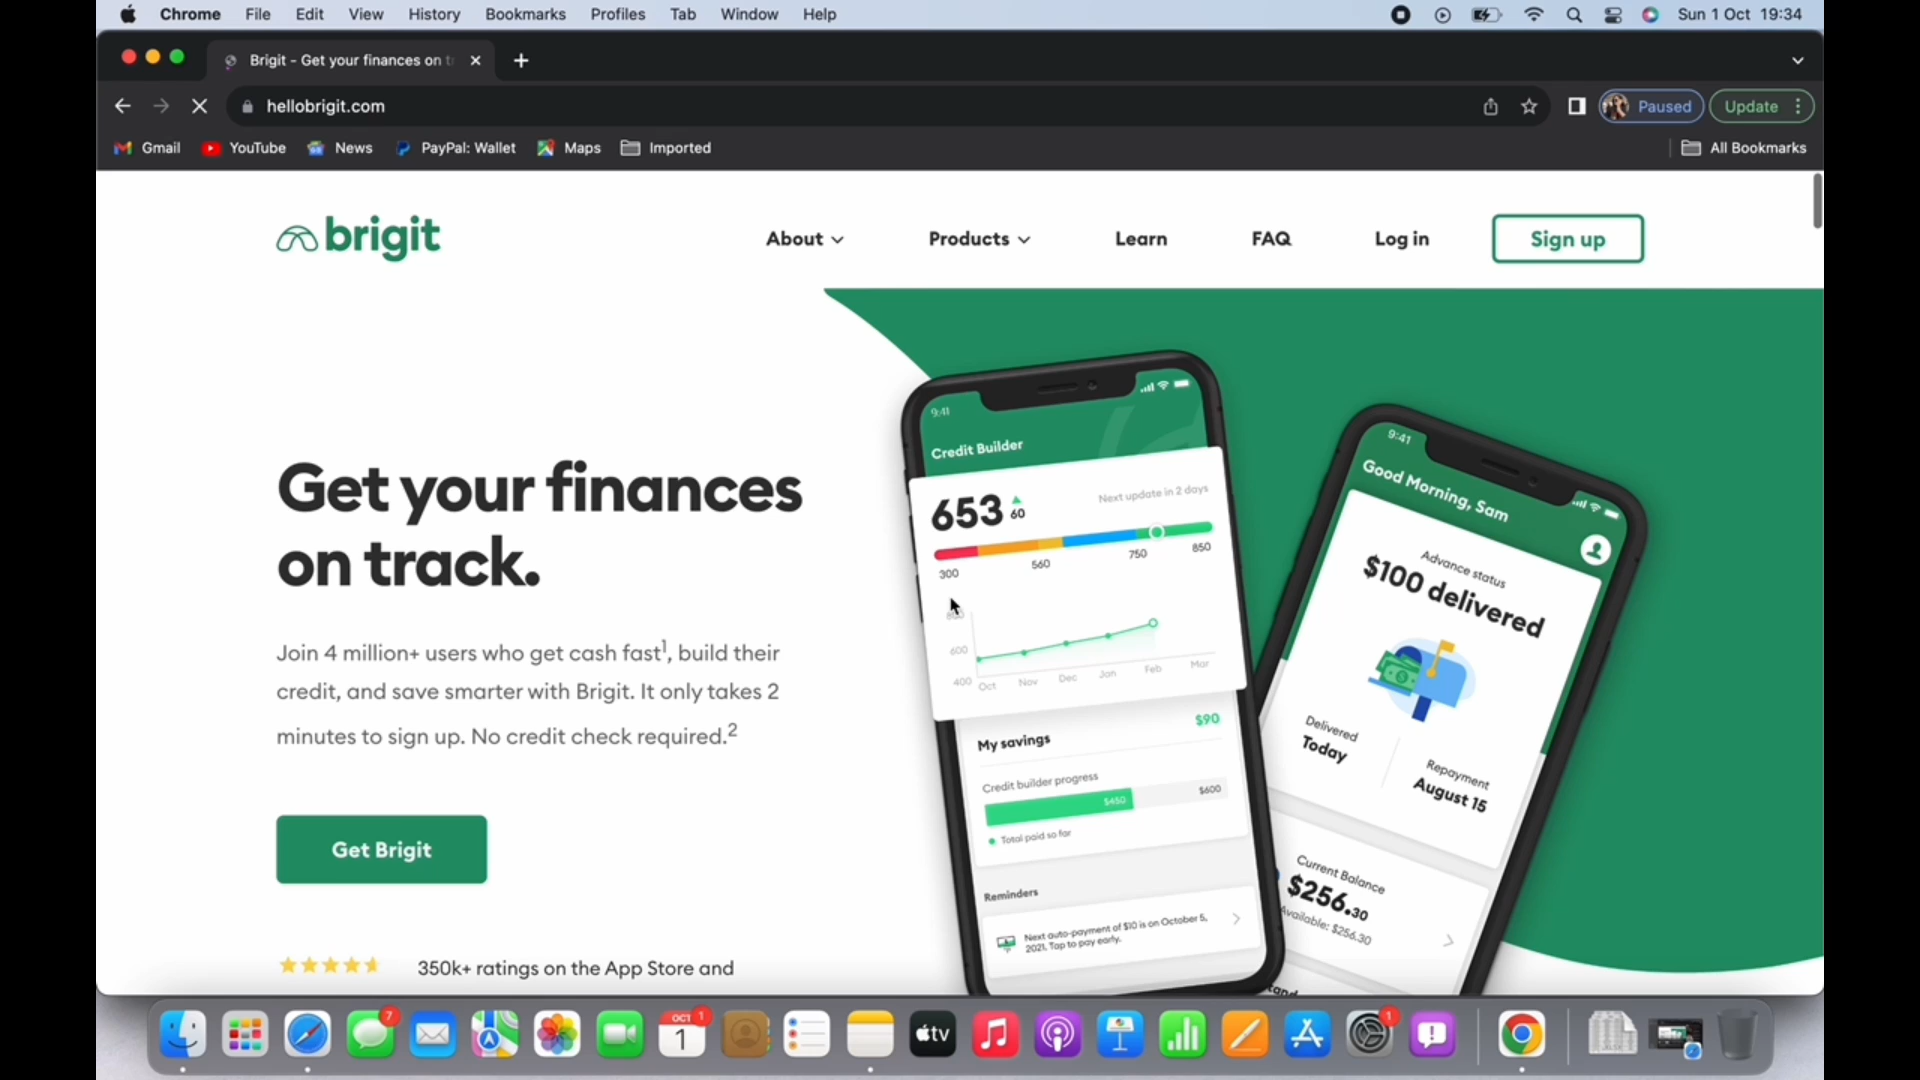 Chrome File Edit View History Bookmarks Profiles Tab Window Help Sun 1 Oct 19:34
Brigit - Get your finances on
hellobrigit.com Paused Update
Gmail YouTube News PayPal: Wallet Maps Imported All Bookmarks
brigit About Products Learn FAQ Log in Sign up
Get your finances
on track.
Join 4 million+ users who get cash fast¹, build their
credit, and save smarter with Brigit. It only takes 2
minutes to sign up. No credit check required.²
Get Brigit
350k+ ratings on the App Store and
9:41
Credit Builder
653 60 Next update in 2 days
300 560 750 850
600
400
Oct Nov Dec Jan Feb Mar
My savings $90
Credit builder progress
$450 $600
Total paid so far
Reminders
Next auto-payment of $10 is on October 5,
2021. Tap to pay early.
9:41
Good Morning, Sam
Advance status
$100 delivered
Delivered
Today
Repayment
August 15
Current Balance
$256.30
Available: $256.30
7
OCT 1
1
tv
1